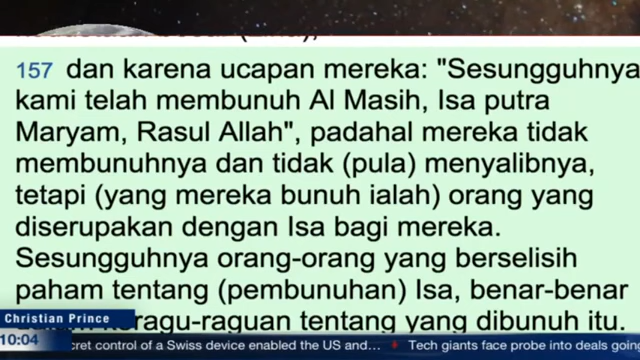 157 dan karena ucapan mereka: "Sesungguhnya
kami telah membunuh Al Masih, Isa putra
Maryam, Rasul Allah", padahal mereka tidak
membunuhnya dan tidak (pula) menyalibnya,
tetapi (yang mereka bunuh ialah) orang yang
diserupakan dengan Isa bagi mereka.
Sesungguhnya orang-orang yang berselisih
paham tentang (pembunuhan) Isa, benar-benar
ragu-raguan tentang yang dibunuh itu.
Christian Prince
10:04 cret control of a Swiss device enabled the US and... Tech giants face probe into deals going